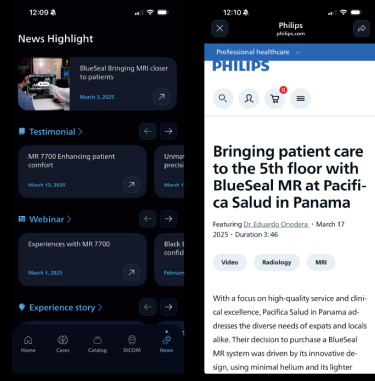 12:09
News Highlight
BlueSeal Bringing MRI closer
to patients
March 3, 2025
Testimonial
MR 7700 Enhancing patient
comfort
March 13, 2025
Unma
precisi
March 1
Webinar
Experiences with MR 7700
March 1, 2025
Black
confid
Februar
Experience story
Home
Cases
Catalog
DICOM
News
12:10
Philips
philips.com
Professional healthcare
PHILIPS
0
Bringing patient care
to the 5th floor with
BlueSeal MR at Pacifi-
ca Salud in Panama
Featuring Dr. Eduardo Onodera · March 17
2025 · Duration 3:46
Video
Radiology
MRI
With a focus on high-quality service and clini-
cal excellence, Pacifica Salud in Panama ad-
dresses the diverse needs of expats and locals
alike. Their decision to purchase a BlueSeal
MR system was driven by its innovative de-
sign, using minimal helium and its lighter